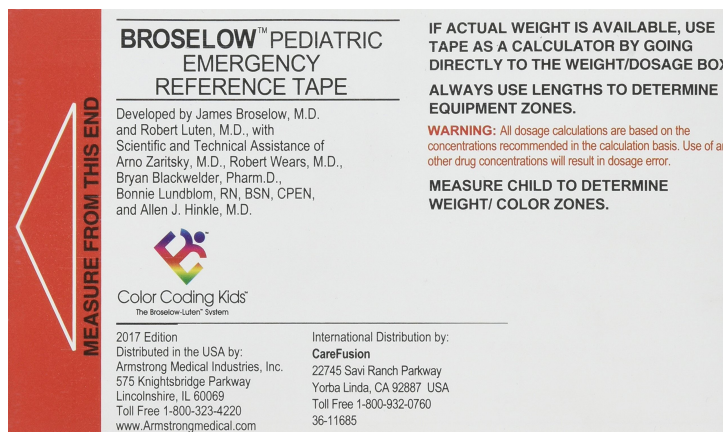 MEASURE FROM THIS END
BROSELOW™ PEDIATRIC
EMERGENCY
REFERENCE TAPE
Developed by James Broselow, M.D.
and Robert Luten, M.D., with
Scientific and Technical Assistance of
Arno Zaritsky, M.D., Robert Wears, M.D.,
Bryan Blackwelder, Pharm.D.,
Bonnie Lundblom, RN, BSN, CPEN,
and Allen J. Hinkle, M.D.
Color Coding Kids™
The Broselow-Luten™ System
2017 Edition
Distributed in the USA by:
Armstrong Medical Industries, Inc.
575 Knightsbridge Parkway
Lincolnshire, IL 60069
Toll Free 1-800-323-4220
www.Armstrongmedical.com
International Distribution by:
CareFusion
22745 Savi Ranch Parkway
Yorba Linda, CA 92887 USA
Toll Free 1-800-932-0760
36-11685
IF ACTUAL WEIGHT IS AVAILABLE, USE
TAPE AS A CALCULATOR BY GOING
DIRECTLY TO THE WEIGHT/DOSAGE BOX
ALWAYS USE LENGTHS TO DETERMINE
EQUIPMENT ZONES.
WARNING: All dosage calculations are based on the
concentrations recommended in the calculation basis. Use of
other drug concentrations will result in dosage error.
MEASURE CHILD TO DETERMINE
WEIGHT/ COLOR ZONES.